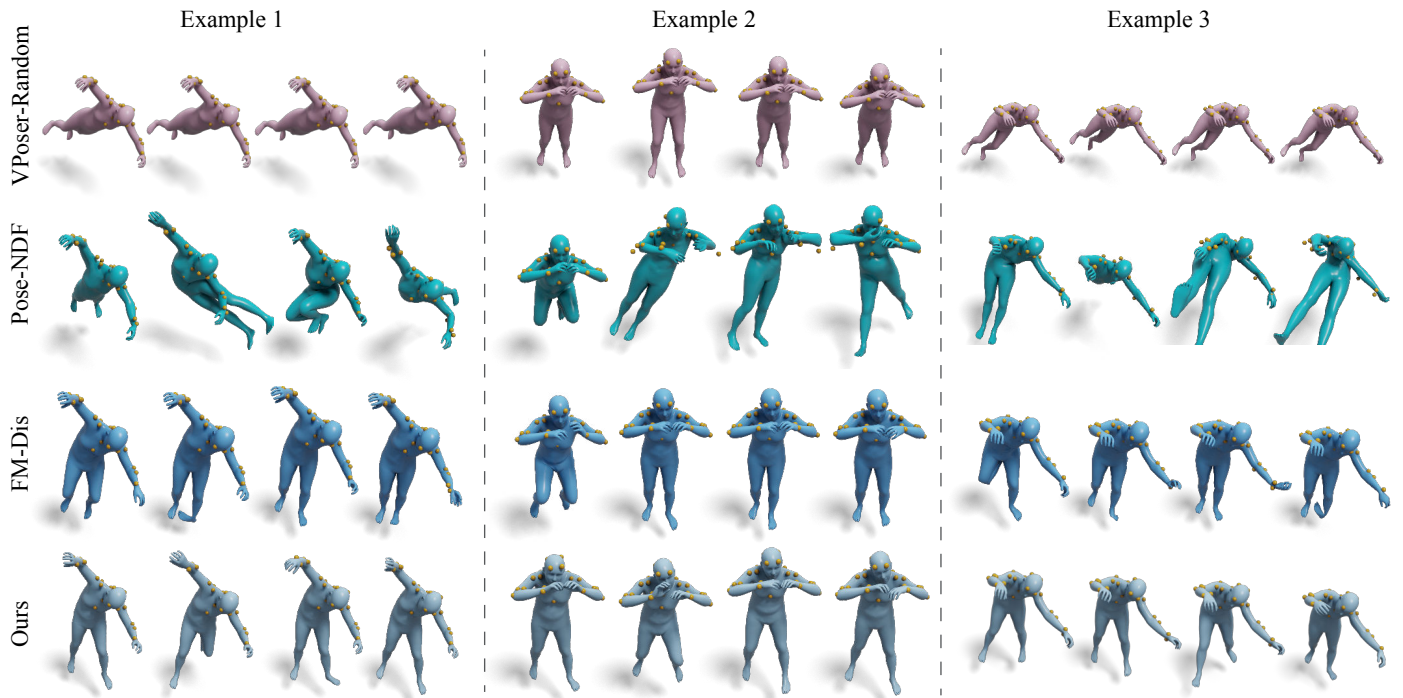 Example 1
Example 2
Example 3
VPoser-Random
Pose-NDF
FM-Dis
Ours